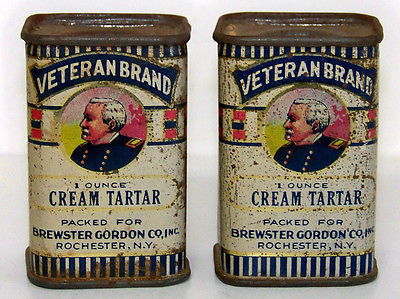 VETERAN BRAND
1 OUNCE
CREAM TARTAR
PACKED FOR
BREWSTER GORDON CO., INC.
ROCHESTER, N.Y.
VETERAN BRAND
1 OUNCE
CREAM TARTAR
PACKED FOR
BREWSTER GORDON CO., INC.
ROCHESTER, N.Y.